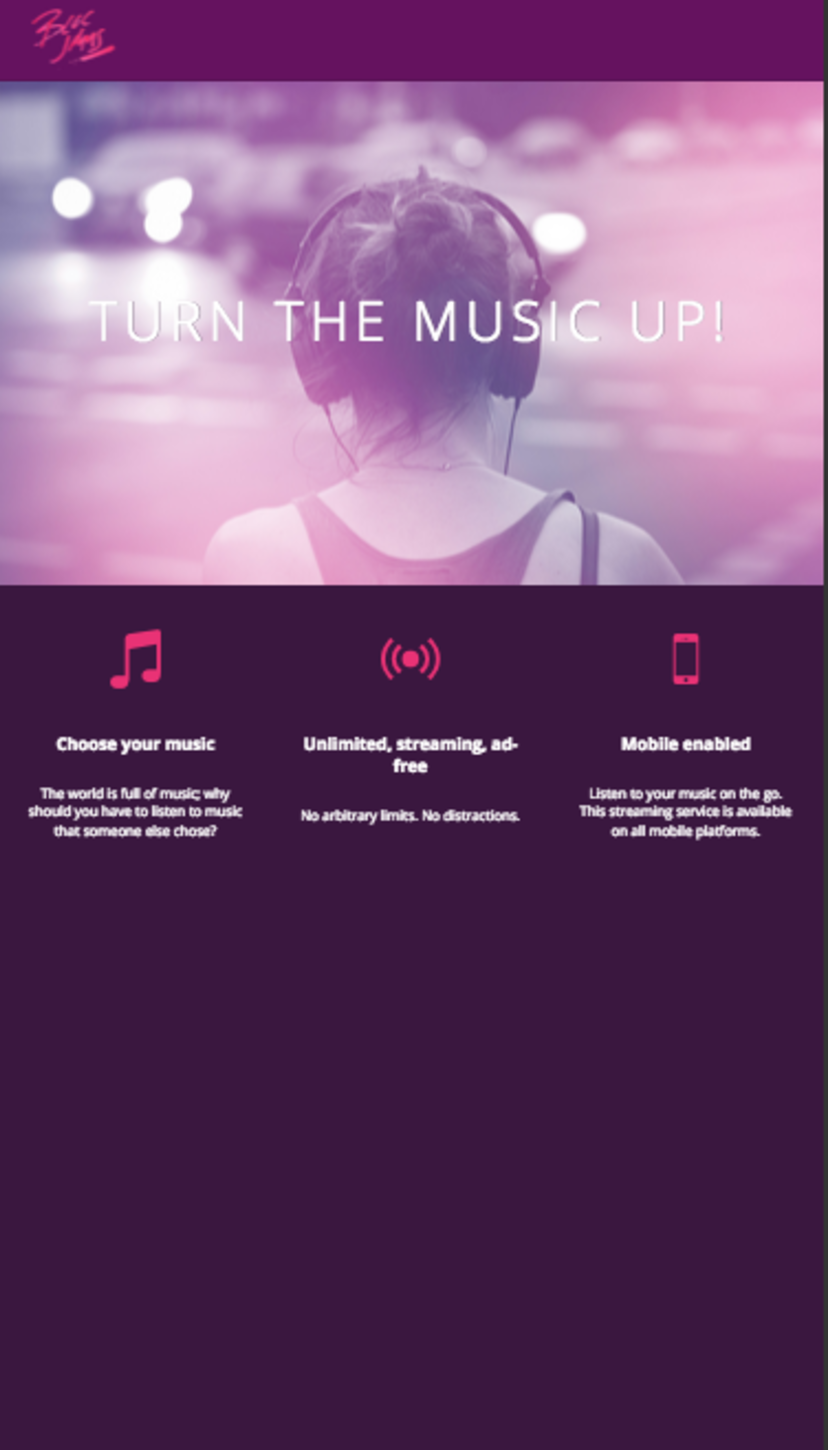 Bloc
Jams
TURN THE MUSIC UP!
Choose your music
The world is full of music; why
should you have to listen to music
that someone else chose?
Unlimited, streaming, ad-
free
No arbitrary limits. No distractions.
Mobile enabled
Listen to your music on the go.
This streaming service is available
on all mobile platforms.